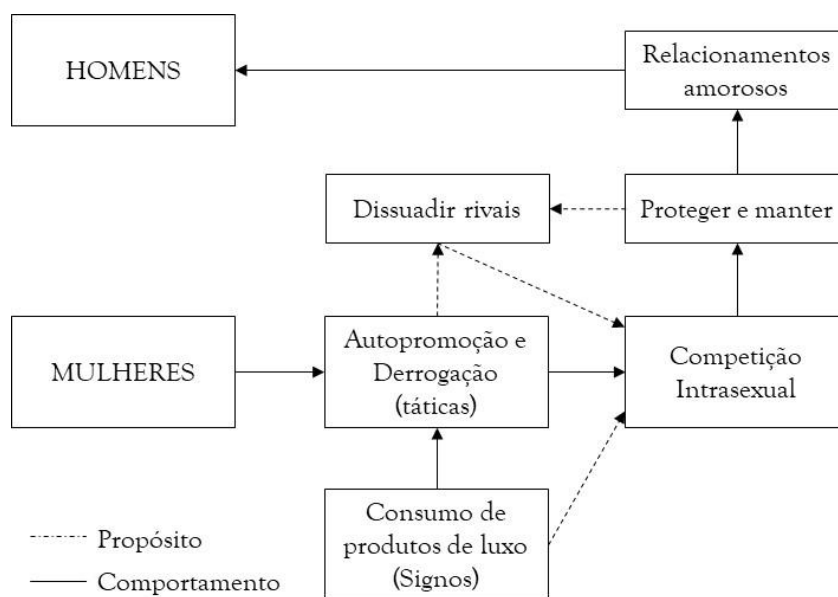 HOMENS
Relacionamentos
amorosos
Dissuadir rivais
Proteger e manter
MULHERES
Autopromoção e
Derrogação
(táticas)
Competição
Intrasexual
Consumo de
produtos de luxo
(Signos)
Propósito
Comportamento